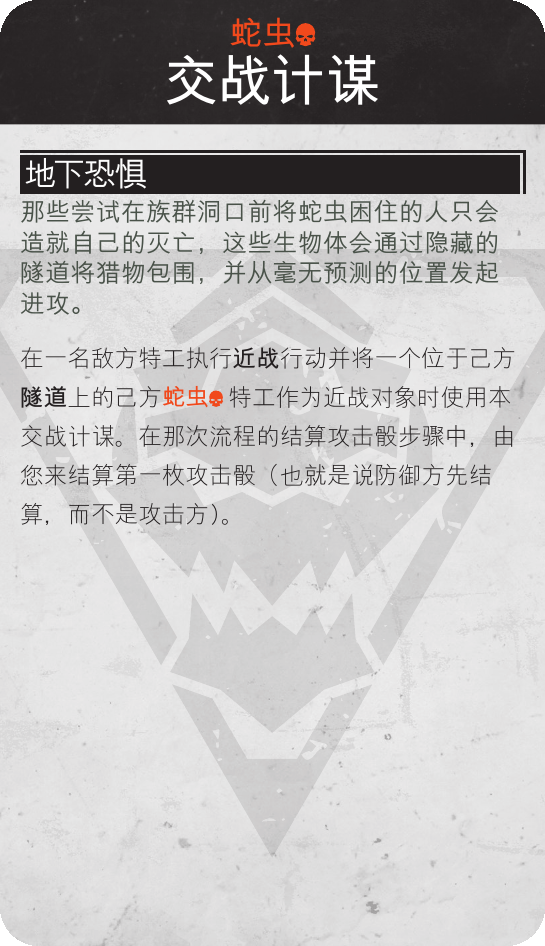 蛇虫
交战计谋
地下恐惧
那些尝试在族群洞口前将蛇虫困住的人只会
造就自己的灭亡，这些生物体会通过隐藏的
隧道将猎物包围，并从毫无预测的位置发起
进攻。
在一名敌方特工执行近战行动并将一个位于己方
隧道上的己方蛇虫特工作为近战对象时使用本
交战计谋。在那次流程的结算攻击骰步骤中，由
您来结算第一枚攻击骰（也就是说防御方先结
算，而不是攻击方）。